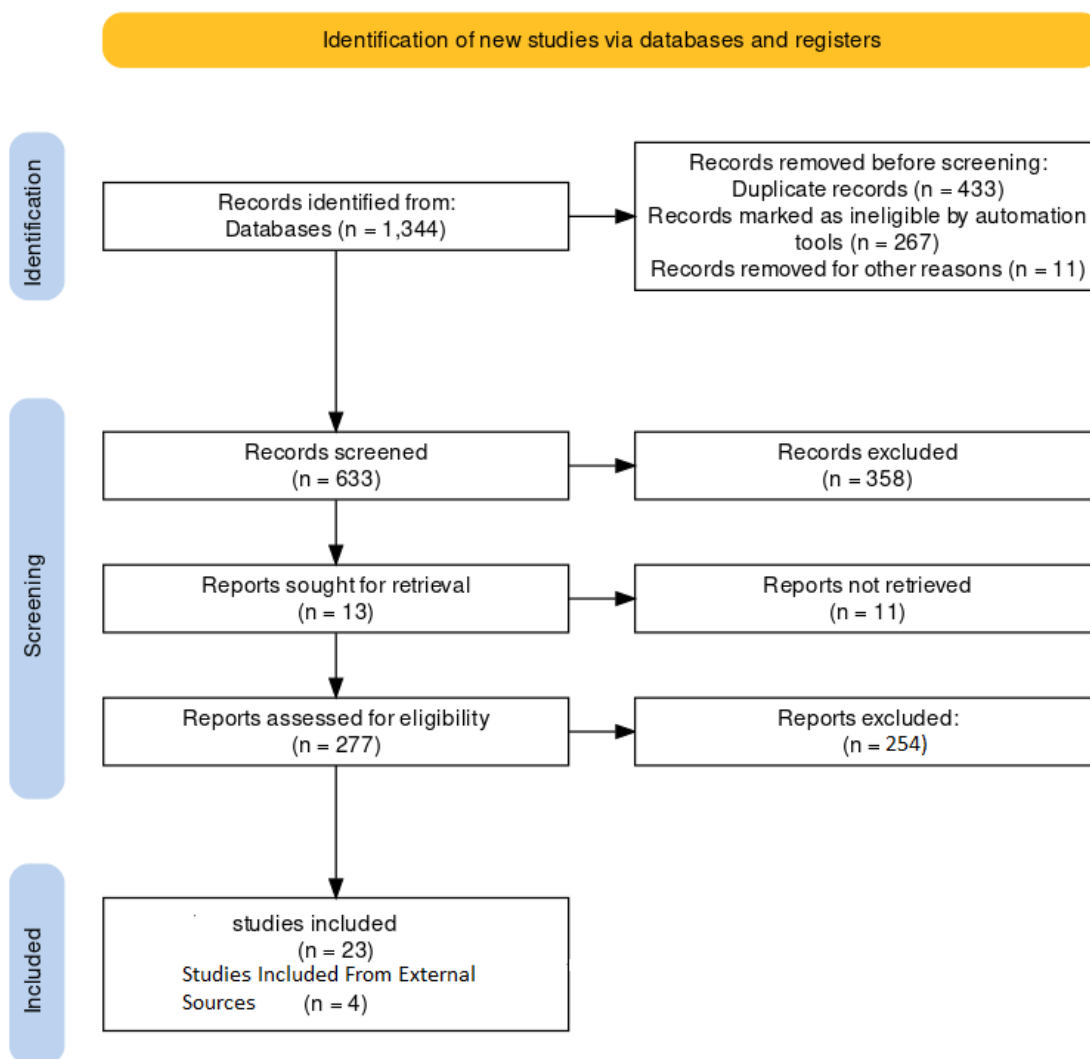 Identification of new studies via databases and registers
Identification
Records identified from:
Databases (n = 1,344)
Records removed before screening:
Duplicate records (n = 433)
Records marked as ineligible by automation
tools (n = 267)
Records removed for other reasons (n = 11)
Screening
Records screened
(n = 633)
Records excluded
(n = 358)
Reports sought for retrieval
(n = 13)
Reports not retrieved
(n = 11)
Reports assessed for eligibility
(n = 277)
Reports excluded:
(n = 254)
Included
studies included
(n = 23)
Studies Included From External
Sources (n = 4)